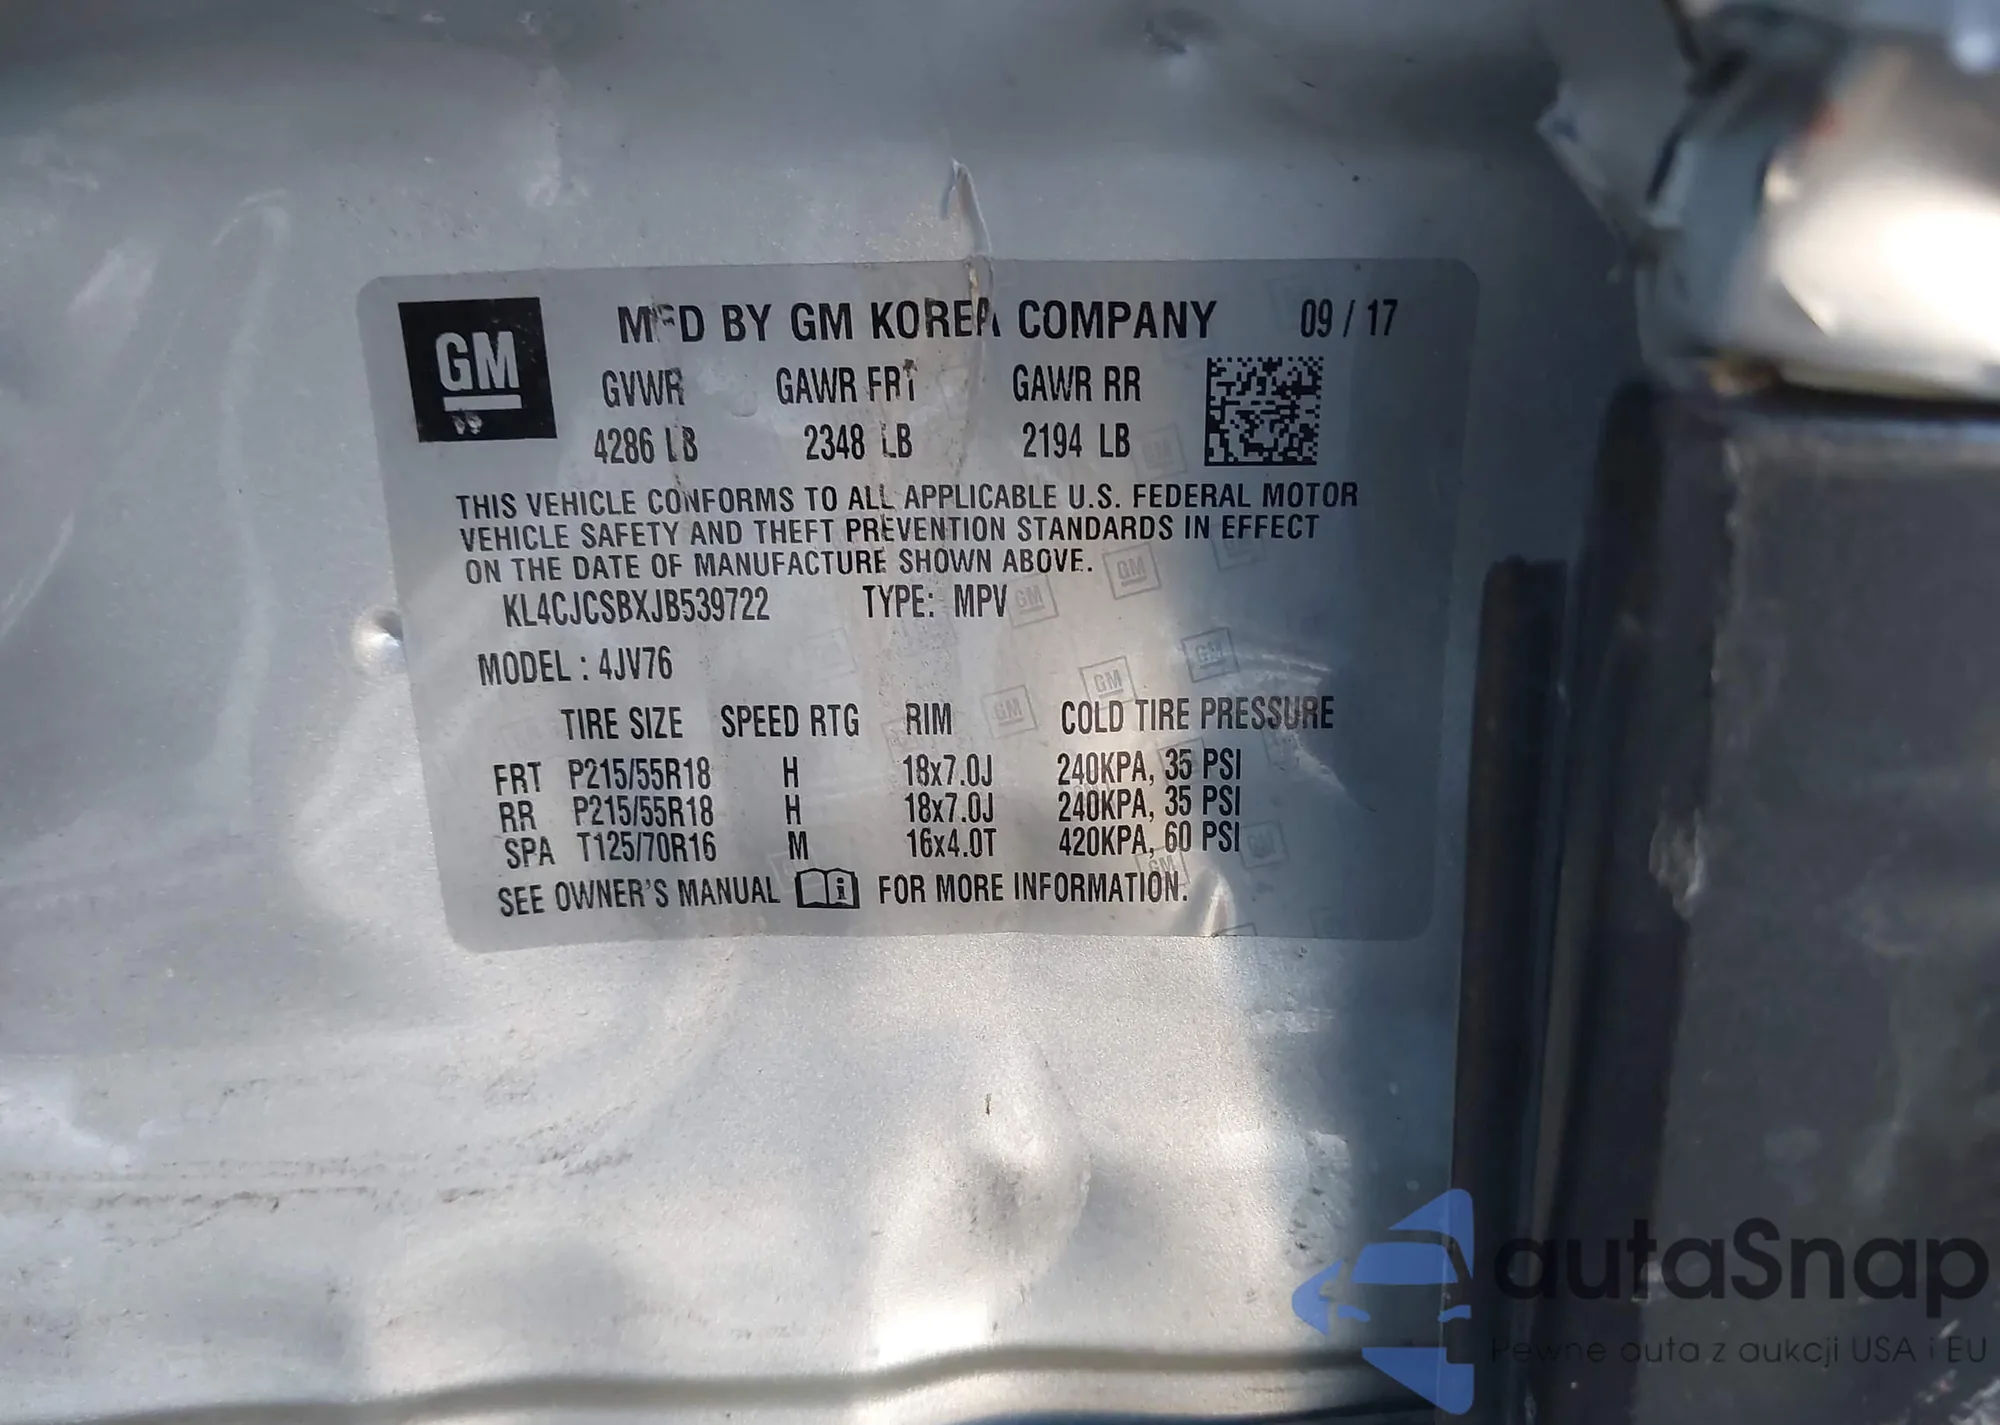 GM
MFD BY GM KOREA COMPANY 09 / 17
GVWR GAWR FRT GAWR RR
4286 LB 2348 LB 2194 LB
THIS VEHICLE CONFORMS TO ALL APPLICABLE U.S. FEDERAL MOTOR
VEHICLE SAFETY AND THEFT PREVENTION STANDARDS IN EFFECT
ON THE DATE OF MANUFACTURE SHOWN ABOVE.
KL4CJCSBXJB539722 TYPE: MPV
MODEL : 4JV76
TIRE SIZE SPEED RTG RIM COLD TIRE PRESSURE
FRT P215/55R18 H 18x7.0J 240KPA, 35 PSI
RR P215/55R18 H 18x7.0J 240KPA, 35 PSI
SPA T125/70R16 M 16x4.0T 420KPA, 60 PSI
SEE OWNER'S MANUAL i FOR MORE INFORMATION.
autaSnap
Pewne auta z aukcji USA i EU